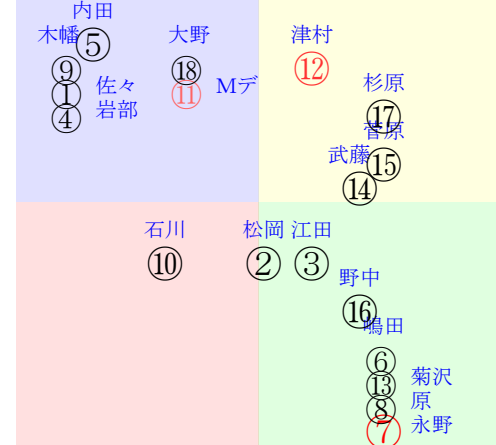 内田
⑤
木幡
⑨
① 佐々
④ 岩部
大野
⑱
⑪ Mデ
津村
⑫
杉原
⑰
菅原
⑮
武藤
⑭
石川
⑩
松岡
②
江田
③
野中
⑯
嶋田
⑥
⑬ 菊沢
⑧ 原
⑦ 永野